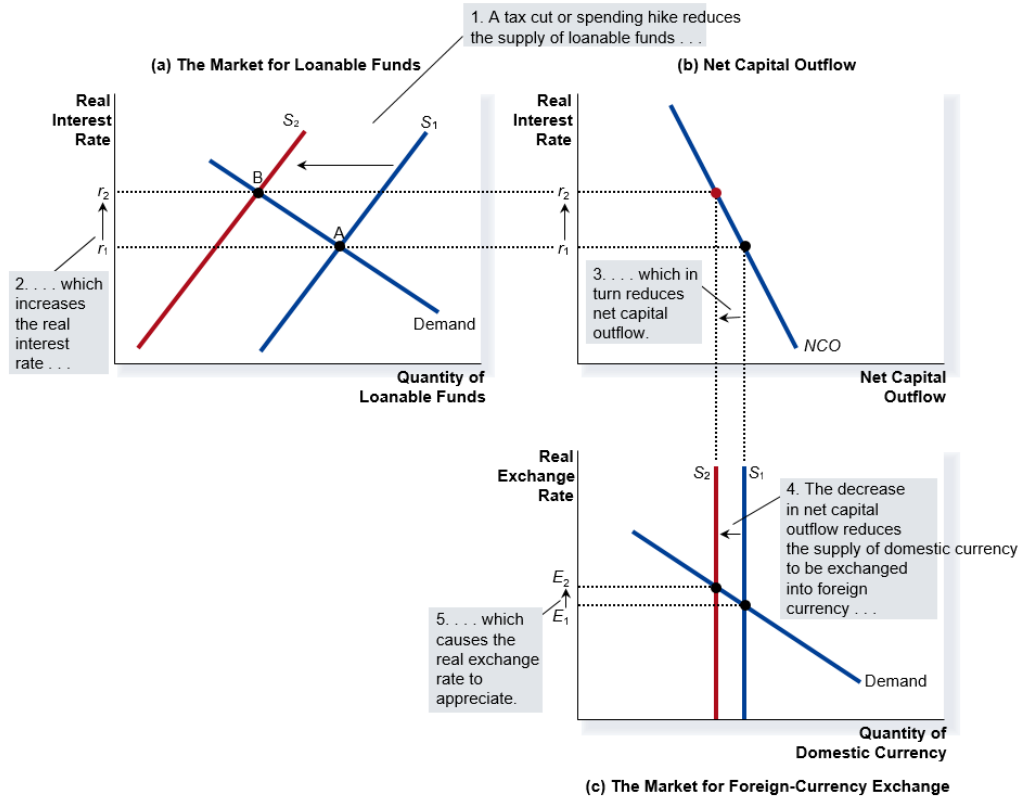 1. A tax cut or spending hike reduces
the supply of loanable funds . . .
(a) The Market for Loanable Funds
Real
Interest
Rate
S2
S1
B
A
r2
r1
Demand
Quantity of
Loanable Funds
2. . . . which
increases
the real
interest
rate . . .
(b) Net Capital Outflow
Real
Interest
Rate
r2
r1
3. . . . which in
turn reduces
net capital
outflow.
NCO
Net Capital
Outflow
Real
Exchange
Rate
S2
S1
4. The decrease
in net capital
outflow reduces
the supply of domestic currency
to be exchanged
into foreign
currency . . .
E2
E1
5. . . . which
causes the
real exchange
rate to
appreciate.
Demand
Quantity of
Domestic Currency
(c) The Market for Foreign-Currency Exchange